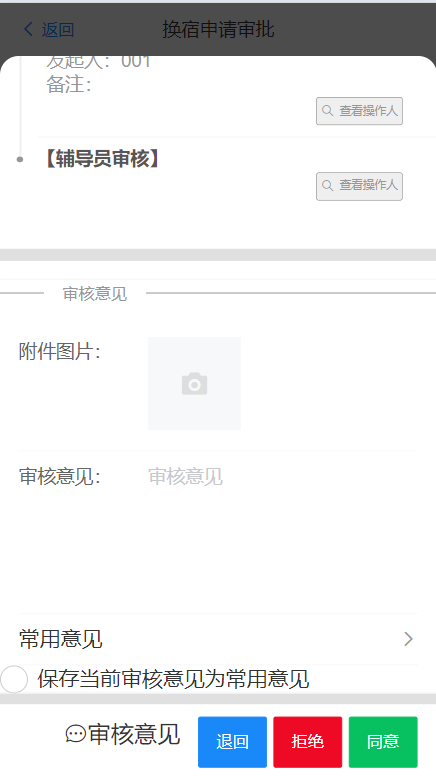 返回
换宿申请审批
发起人：001
备注：
查看操作人
【辅导员审核】
查看操作人
审核意见
附件图片：
审核意见： 审核意见
常用意见
保存当前审核意见为常用意见
审核意见 退回 拒绝 同意